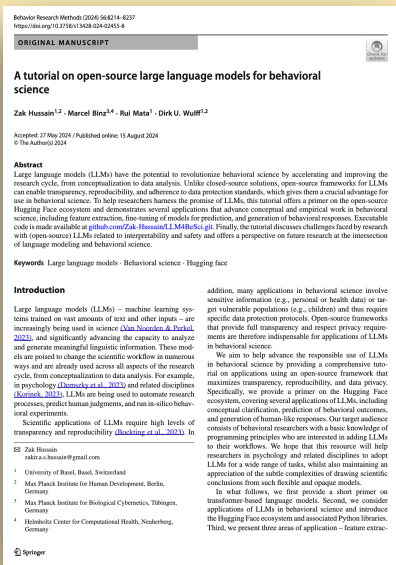 Behavior Research Methods (2024) 56:8214–8237
https://doi.org/10.3758/s13428-024-02455-8
ORIGINAL MANUSCRIPT
Check for
updates
A tutorial on open-source large language models for behavioral
science
Zak Hussain1,2 · Marcel Binz3,4 · Rui Mata1 · Dirk U. Wulff1,2
Accepted: 27 May 2024 / Published online: 15 August 2024
© The Author(s) 2024
Abstract
Large language models (LLMs) have the potential to revolutionize behavioral science by accelerating and improving the
research cycle, from conceptualization to data analysis. Unlike closed-source solutions, open-source frameworks for LLMs
can enable transparency, reproducibility, and adherence to data protection standards, which gives them a crucial advantage for
use in behavioral science. To help researchers harness the promise of LLMs, this tutorial offers a primer on the open-source
Hugging Face ecosystem and demonstrates several applications that advance conceptual and empirical work in behavioral
science, including feature extraction, fine-tuning of models for prediction, and generation of behavioral responses. Executable
code is made available at github.com/Zak-Hussain/LLM4BeSci.git. Finally, the tutorial discusses challenges faced by research
with (open-source) LLMs related to interpretability and safety and offers a perspective on future research at the intersection
of language modeling and behavioral science.
Keywords Large language models · Behavioral science · Hugging face
Introduction
Large language models (LLMs) – machine learning sys-
tems trained on vast amounts of text and other inputs – are
increasingly being used in science (Van Noorden & Perkel,
2023), and significantly advancing the capacity to analyze
and generate meaningful linguistic information. These mod-
els are poised to change the scientific workflow in numerous
ways and are already used across all aspects of the research
cycle, from conceptualization to data analysis. For example,
in psychology (Demszky et al., 2023) and related disciplines
(Korinek, 2023), LLMs are being used to automate research
processes, predict human judgments, and run in-silico behav-
ioral experiments.
Scientific applications of LLMs require high levels of
transparency and reproducibility (Bockting et al., 2023). In
✉ Zak Hussain
zakir.a.s.hussain@gmail.com
1 University of Basel, Basel, Switzerland
2 Max Planck Institute for Human Development, Berlin,
Germany
3 Max Planck Institute for Biological Cybernetics, Tübingen,
Germany
4 Helmholtz Center for Computational Health, Neuherberg,
Germany
addition, many applications in behavioral science involve
sensitive information (e.g., personal or health data) or tar-
get vulnerable populations (e.g., children) and thus require
specific data protection protocols. Open-source frameworks
that provide full transparency and respect privacy require-
ments are therefore indispensable for applications of LLMs
in behavioral science.
We aim to help advance the responsible use of LLMs
in behavioral science by providing a comprehensive tuto-
rial on applications using an open-source framework that
maximizes transparency, reproducibility, and data privacy.
Specifically, we provide a primer on the Hugging Face
ecosystem, covering several applications of LLMs, including
conceptual clarification, prediction of behavioral outcomes,
and generation of human-like responses. Our target audience
consists of behavioral researchers with a basic knowledge of
programming principles who are interested in adding LLMs
to their workflows. We hope that this resource will help
researchers in psychology and related disciplines to adopt
LLMs for a wide range of tasks, whilst also maintaining an
appreciation of the subtle complexities of drawing scientific
conclusions from such flexible and opaque models.
In what follows, we first provide a short primer on
transformer-based language models. Second, we consider
applications of LLMs in behavioral science and introduce
the Hugging Face ecosystem and associated Python libraries.
Third, we present three areas of application – feature extrac-
Springer